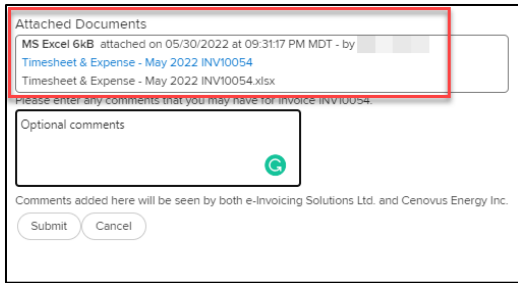 Attached Documents
MS Excel 6kB attached on 05/30/2022 at 09:31:17 PM MDT - by
Timesheet & Expense - May 2022 INV10054
Timesheet & Expense - May 2022 INV10054.xlsx
Please enter any comments that you may have for invoice INV10054.
Optional comments
G
Comments added here will be seen by both e-Invoicing Solutions Ltd. and Cenovus Energy Inc.
Submit Cancel